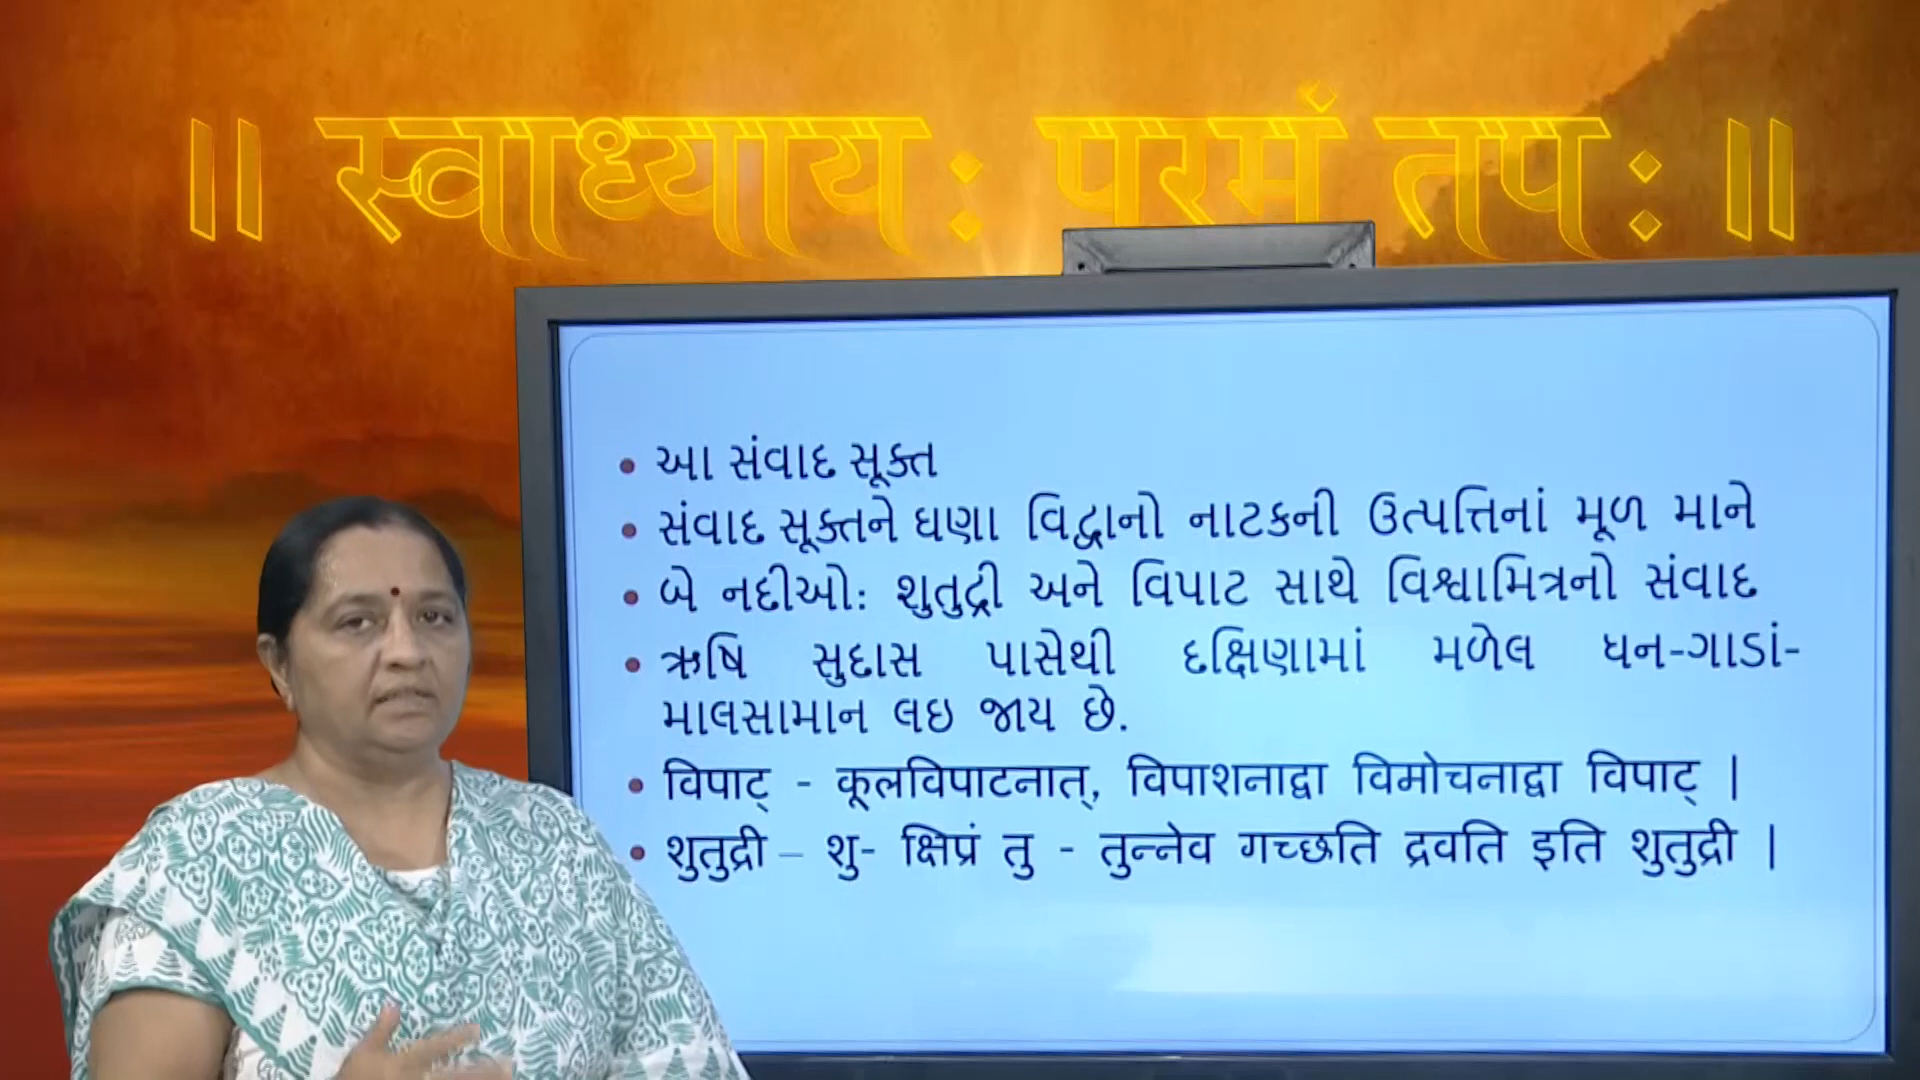 ॥ स्वाध्यायः परमं तपः ॥
• આ સંવાદ સૂક્ત
• સંવાદ સૂક્તને ઘણા વિદ્વાનો નાટકની ઉત્પત્તિનાં મૂળ માને
• બે નદીઓ: શુતુદ્રી અને વિપાટ સાથે વિશ્વામિત્રનો સંવાદ
• ઋષિ સુદાસ પાસેથી દક્ષિણામાં મળેલ ધન-ગાડાં-
માલસામાન લઇ જાય છે.
• विपाट् - कूलविपाटनात्, विपाशनाद्वा विमोचनाद्वा विपाट् |
• शुतुद्री – शु- क्षिप्रं तु - तुन्नेव गच्छति द्रवति इति शुतुद्री |